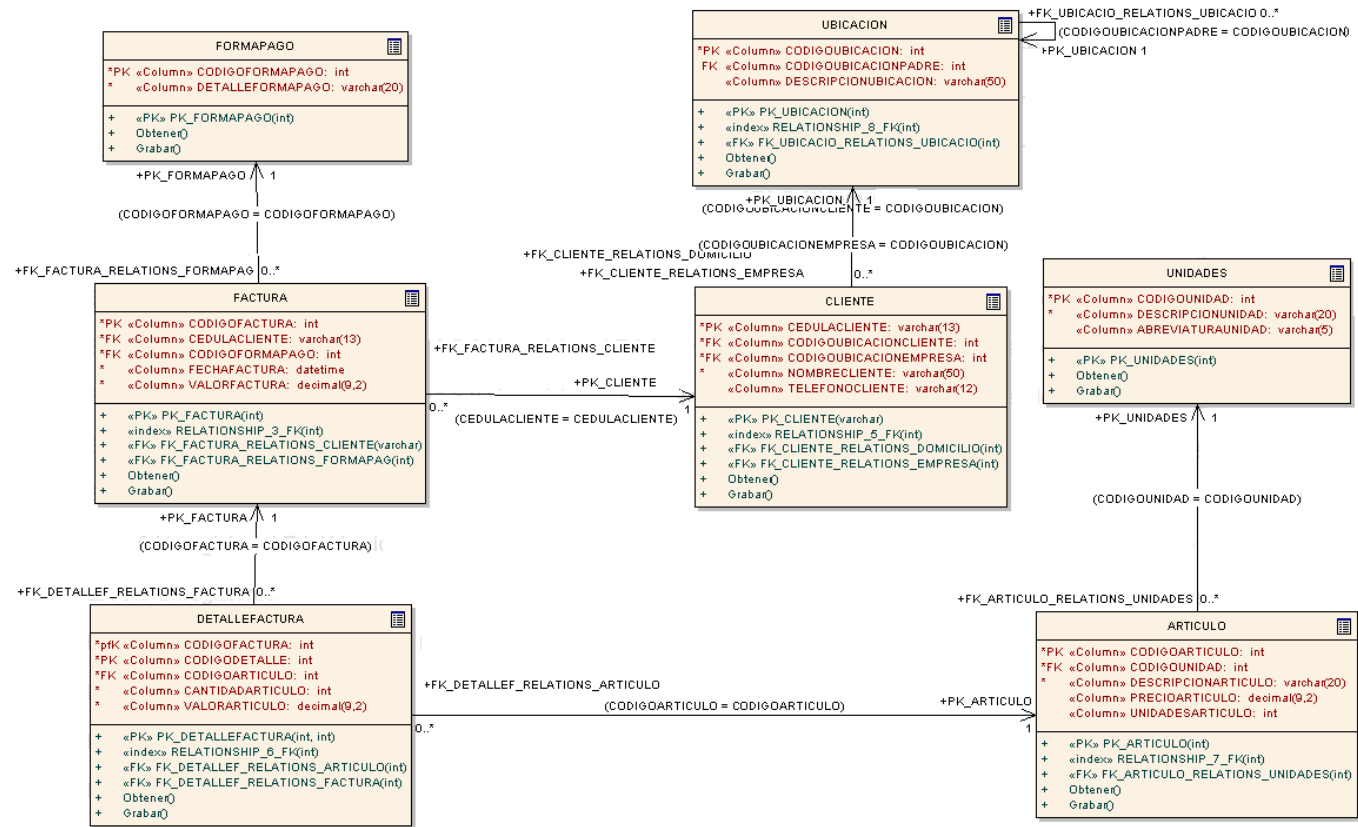 FORMAPAGO
*PK «Column» CODIGOFORMAPAGO: int
* «Column» DETALLEFORMAPAGO: varchar(20)
+ «PK» PK_FORMAPAGO(int)
+ Obtener()
+ Grabar()
+PK_FORMAPAGO 1
(CODIGOFORMAPAGO = CODIGOFORMAPAGO)
+FK_FACTURA_RELATIONS_FORMAPAG 0..*
UBICACION
*PK «Column» CODIGOUBICACION: int
FK «Column» CODIGOUBICACIONPADRE: int
«Column» DESCRIPCIONUBICACION: varchar(50)
+ «PK» PK_UBICACION(int)
+ «index» RELATIONSHIP_8_FK(int)
+ «FK» FK_UBICACIO_RELATIONS_UBICACIO(int)
+ Obtener()
+ Grabar()
+FK_UBICACIO_RELATIONS_UBICACIO 0..*
(CODIGOUBICACIONPADRE = CODIGOUBICACION)
+PK_UBICACION 1
+PK_UBICACION 1
(CODIGOUBICACIONCLIENTE = CODIGOUBICACION)
(CODIGOUBICACIONEMPRESA = CODIGOUBICACION)
+FK_CLIENTE_RELATIONS_DOMICILIO
+FK_CLIENTE_RELATIONS_EMPRESA 0..*
FACTURA
*PK «Column» CODIGOFACTURA: int
*FK «Column» CEDULACLIENTE: varchar(13)
*FK «Column» CODIGOFORMAPAGO: int
* «Column» FECHAFACTURA: datetime
* «Column» VALORFACTURA: decimal(9,2)
+ «PK» PK_FACTURA(int)
+ «index» RELATIONSHIP_3_FK(int)
+ «FK» FK_FACTURA_RELATIONS_CLIENTE(varchar)
+ «FK» FK_FACTURA_RELATIONS_FORMAPAG(int)
+ Obtener()
+ Grabar()
+FK_FACTURA_RELATIONS_CLIENTE
+PK_CLIENTE
0..* 1
(CEDULACLIENTE = CEDULACLIENTE)
CLIENTE
*PK «Column» CEDULACLIENTE: varchar(13)
*FK «Column» CODIGOUBICACIONCLIENTE: int
*FK «Column» CODIGOUBICACIONEMPRESA: int
* «Column» NOMBRECLIENTE: varchar(50)
«Column» TELEFONOCLIENTE: varchar(12)
+ «PK» PK_CLIENTE(varchar)
+ «index» RELATIONSHIP_5_FK(int)
+ «FK» FK_CLIENTE_RELATIONS_DOMICILIO(int)
+ «FK» FK_CLIENTE_RELATIONS_EMPRESA(int)
+ Obtener()
+ Grabar()
UNIDADES
*PK «Column» CODIGOUNIDAD: int
* «Column» DESCRIPCIONUNIDAD: varchar(20)
«Column» ABREVIATURAUNIDAD: varchar(5)
+ «PK» PK_UNIDADES(int)
+ Obtener()
+ Grabar()
+PK_UNIDADES 1
(CODIGOUNIDAD = CODIGOUNIDAD)
+FK_ARTICULO_RELATIONS_UNIDADES 0..*
+PK_FACTURA 1
(CODIGOFACTURA = CODIGOFACTURA)
+FK_DETALLEF_RELATIONS_FACTURA 0..*
DETALLEFACTURA
*pfK «Column» CODIGOFACTURA: int
*PK «Column» CODIGODETALLE: int
*FK «Column» CODIGOARTICULO: int
* «Column» CANTIDADARTICULO: int
* «Column» VALORARTICULO: decimal(9,2)
+ «PK» PK_DETALLEFACTURA(int, int)
+ «index» RELATIONSHIP_6_FK(int)
+ «FK» FK_DETALLEF_RELATIONS_ARTICULO(int)
+ «FK» FK_DETALLEF_RELATIONS_FACTURA(int)
+ Obtener()
+ Grabar()
+FK_DETALLEF_RELATIONS_ARTICULO
(CODIGOARTICULO = CODIGOARTICULO)
+PK_ARTICULO
0..* 1
ARTICULO
*PK «Column» CODIGOARTICULO: int
*FK «Column» CODIGOUNIDAD: int
* «Column» DESCRIPCIONARTICULO: varchar(20)
«Column» PRECIOARTICULO: decimal(9,2)
«Column» UNIDADESARTICULO: int
+ «PK» PK_ARTICULO(int)
+ «index» RELATIONSHIP_7_FK(int)
+ «FK» FK_ARTICULO_RELATIONS_UNIDADES(int)
+ Obtener()
+ Grabar()